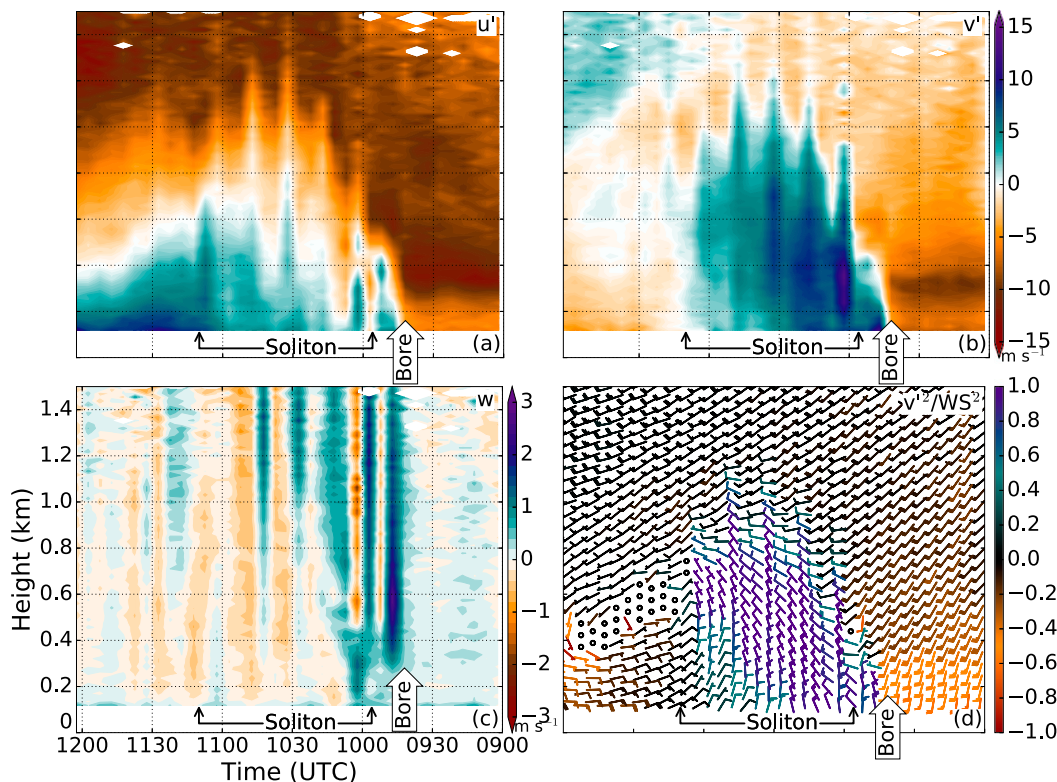 u'
Soliton
Bore
(a)
v'
Soliton
Bore
(b)
15
10
5
0
−5
−10
−15
m s⁻¹
w
1.4
1.2
1.0
0.8
0.6
0.4
0.2
0
Height (km)
Soliton
Bore
(c)
3
2
1
0
−1
−2
−3
m s⁻¹
1200
1130
1100
1030
1000
0930
0900
Time (UTC)
v'²/WS²
Soliton
Bore
(d)
1.0
0.8
0.6
0.4
0.2
0.0
−0.2
−0.4
−0.6
−0.8
−1.0